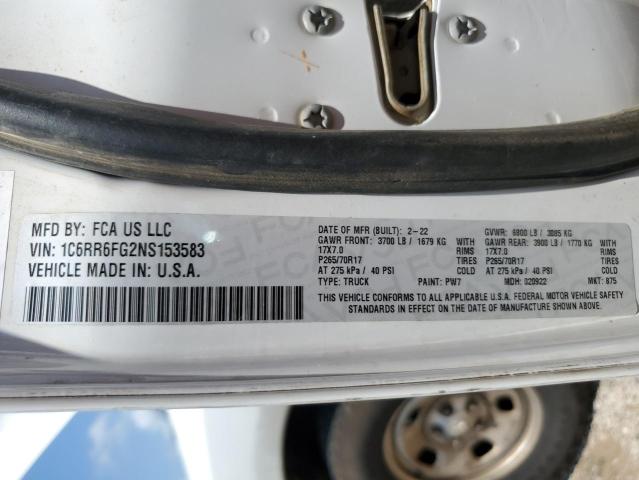 MFD BY: FCA US LLC
VIN: 1C6RR6FG2NS153583
VEHICLE MADE IN: U.S.A.
DATE OF MFR (BUILT): 2-22 GVWR: 6800 LB / 3085 KG
GAWR FRONT: 3700 LB / 1679 KG WITH GAWR REAR: 3900 LB / 1770 KG WITH
17X7.0 RIMS 17X7.0 RIMS
P265/70R17 TIRES P265/70R17 TIRES
AT 275 kPa/ 40 PSI COLD AT 275 kPa/ 40 PSI COLD
TYPE: TRUCK PAINT: PW7 MDH: 020922 MKT: 875
THIS VEHICLE CONFORMS TO ALL APPLICABLE U.S.A. FEDERAL MOTOR VEHICLE SAFETY
STANDARDS IN EFFECT ON THE DATE OF MANUFACTURE SHOWN ABOVE.